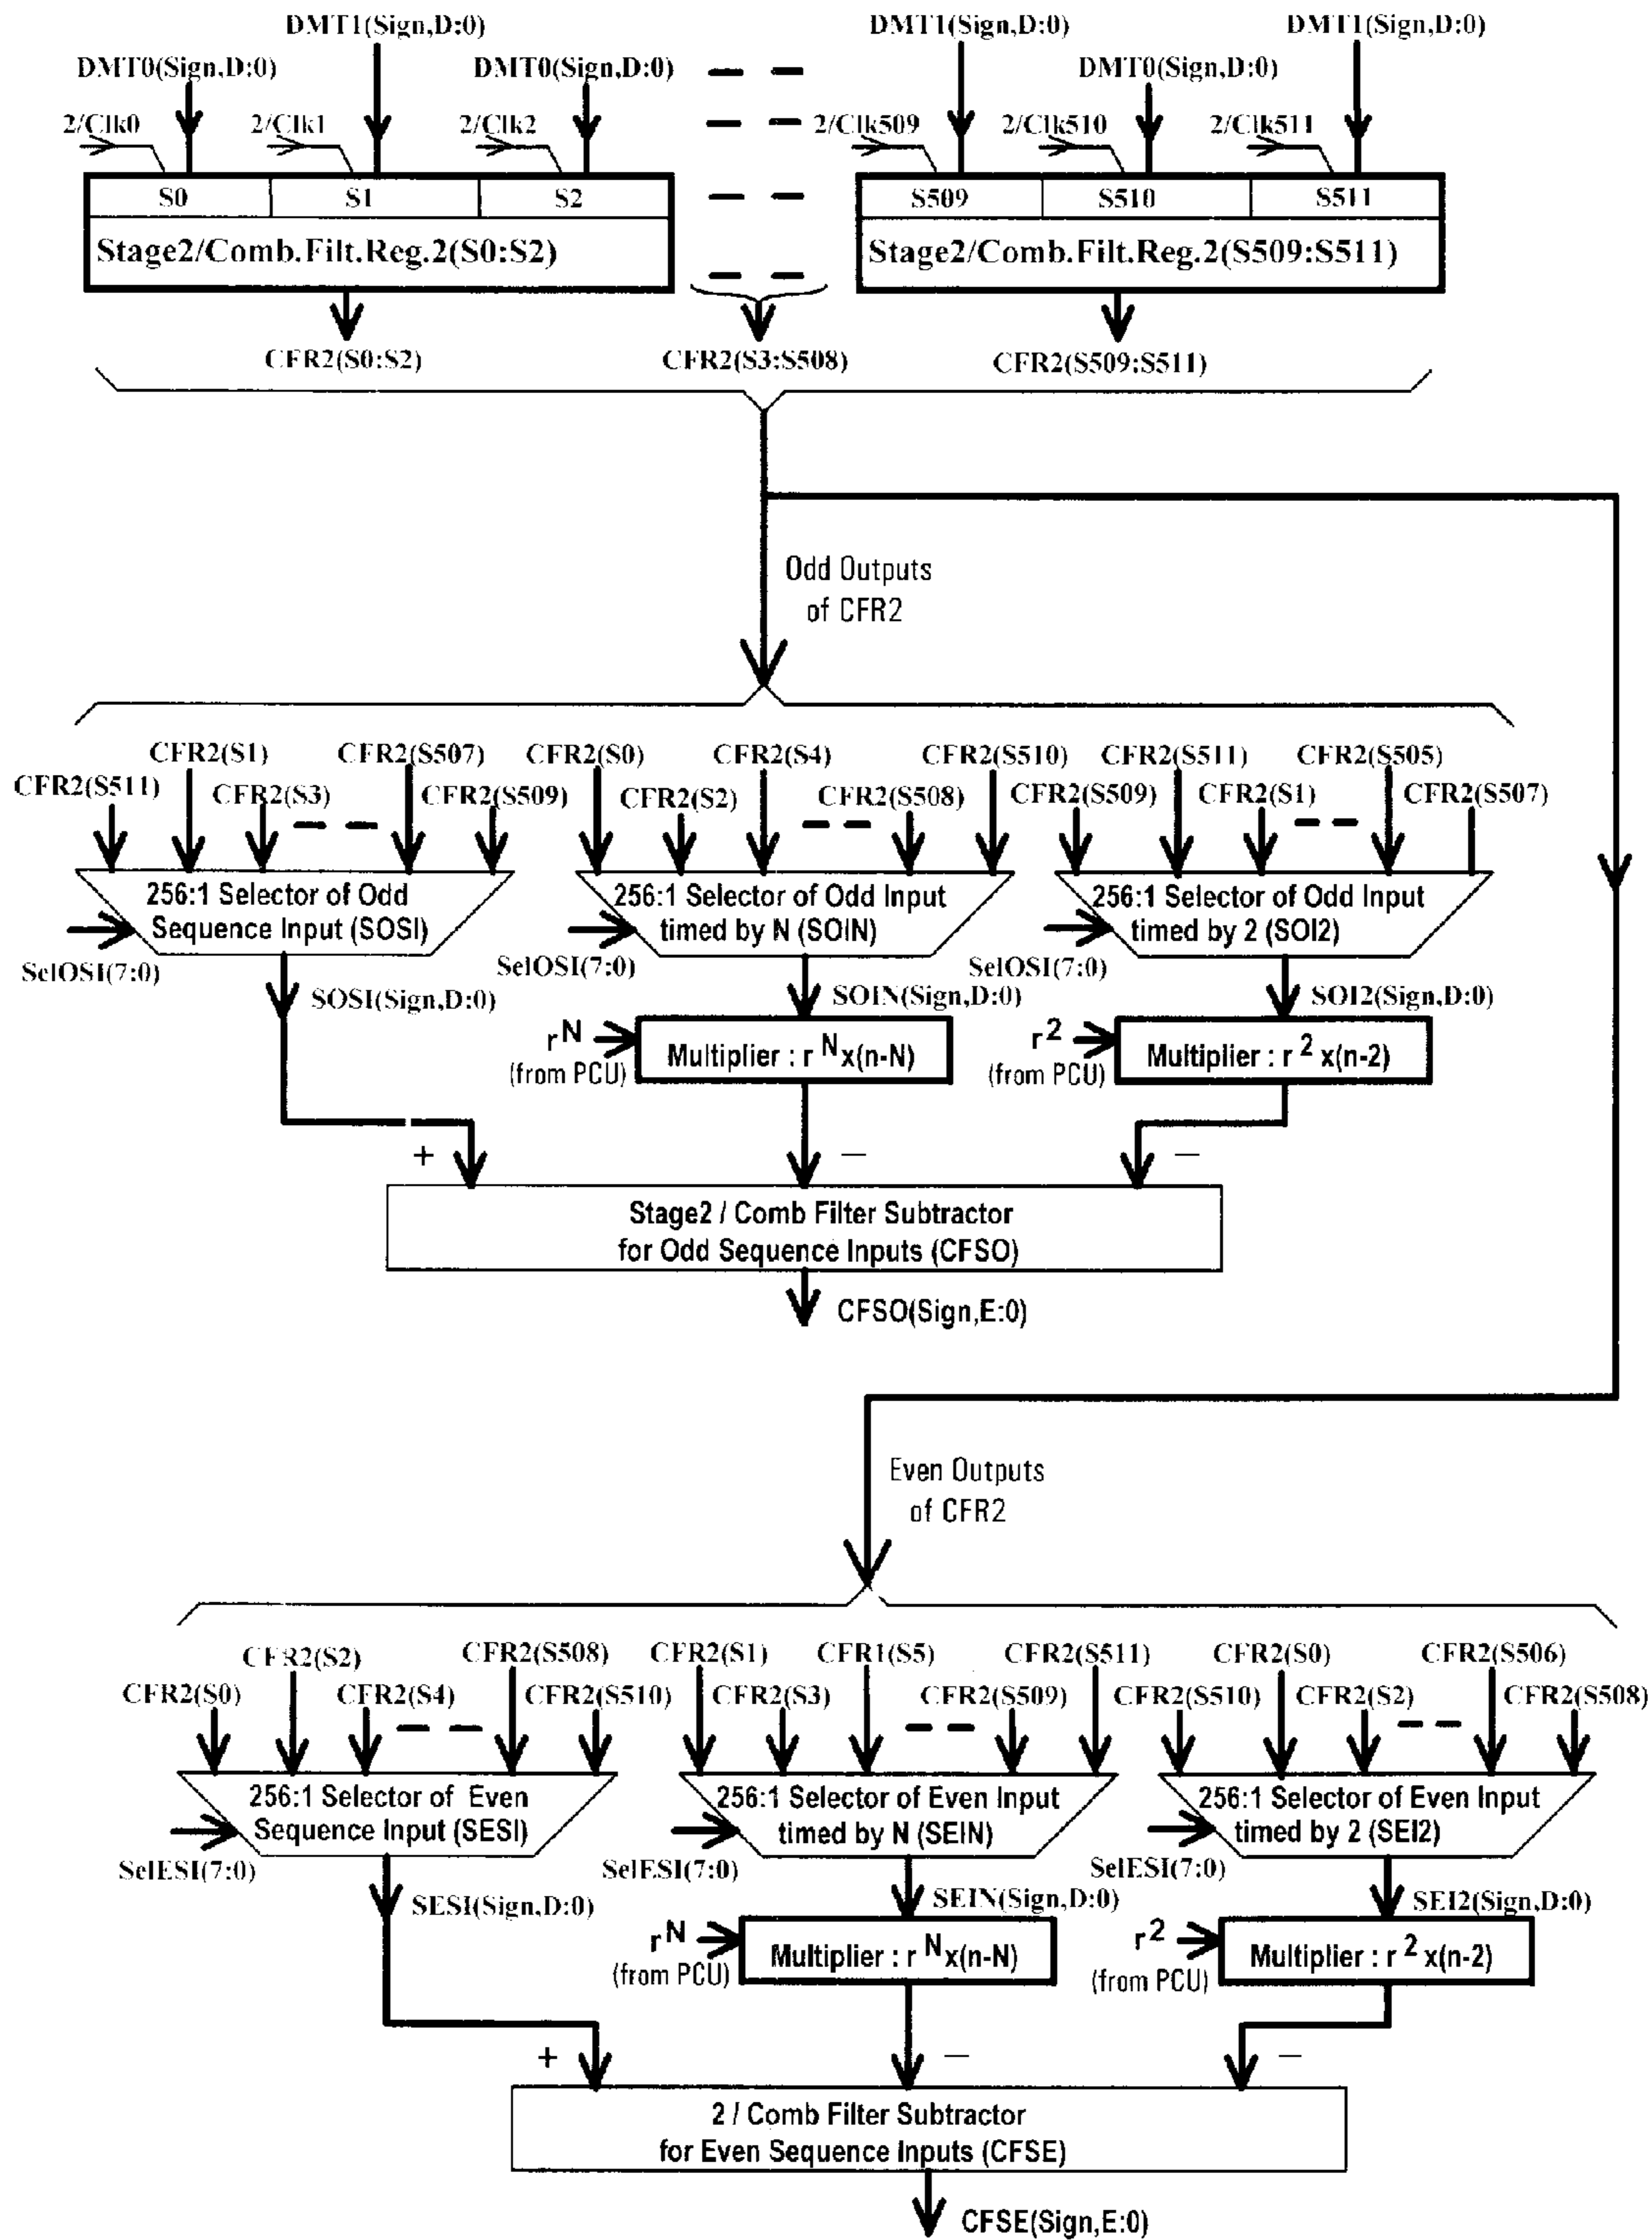 DMT1(Sign,D:0)
DMT1(Sign,D:0)
DMT1(Sign,D:0)
DMT0(Sign,D:0)
DMT0(Sign,D:0)
DMT0(Sign,D:0)
2/Clk0
2/Clk1
2/Clk2
2/Clk509
2/Clk510
2/Clk511
S0
S1
S2
S509
S510
S511
Stage2/Comb.Filt.Reg.2(S0:S2)
Stage2/Comb.Filt.Reg.2(S509:S511)
CFR2(S0:S2)
CFR2(S3:S508)
CFR2(S509:S511)
Odd Outputs
of CFR2
CFR2(S511)
CFR2(S1)
CFR2(S3)
CFR2(S507)
CFR2(S509)
CFR2(S0)
CFR2(S2)
CFR2(S4)
CFR2(S508)
CFR2(S510)
CFR2(S509)
CFR2(S511)
CFR2(S1)
CFR2(S505)
CFR2(S507)
256:1 Selector of Odd
Sequence Input (SOSI)
256:1 Selector of Odd Input
timed by N (SOIN)
256:1 Selector of Odd Input
timed by 2 (SOI2)
SelOSI(7:0)
SelOSI(7:0)
SelOSI(7:0)
SOSI(Sign,D:0)
SOIN(Sign,D:0)
SOI2(Sign,D:0)
r^N
(from PCU)
Multiplier : r^N x(n-N)
r^2
(from PCU)
Multiplier : r^2 x(n-2)
+
−
−
Stage2 / Comb Filter Subtractor
for Odd Sequence Inputs (CFSO)
CFSO(Sign,E:0)
Even Outputs
of CFR2
CFR2(S0)
CFR2(S2)
CFR2(S4)
CFR2(S508)
CFR2(S510)
CFR2(S1)
CFR2(S3)
CFR1(S5)
CFR2(S509)
CFR2(S511)
CFR2(S510)
CFR2(S0)
CFR2(S2)
CFR2(S506)
CFR2(S508)
256:1 Selector of Even
Sequence Input (SESI)
256:1 Selector of Even Input
timed by N (SEIN)
256:1 Selector of Even Input
timed by 2 (SEI2)
SelESI(7:0)
SelESI(7:0)
SelESI(7:0)
SESI(Sign,D:0)
SEIN(Sign,D:0)
SEI2(Sign,D:0)
r^N
(from PCU)
Multiplier : r^N x(n-N)
r^2
(from PCU)
Multiplier : r^2 x(n-2)
+
−
−
2 / Comb Filter Subtractor
for Even Sequence Inputs (CFSE)
CFSE(Sign,E:0)